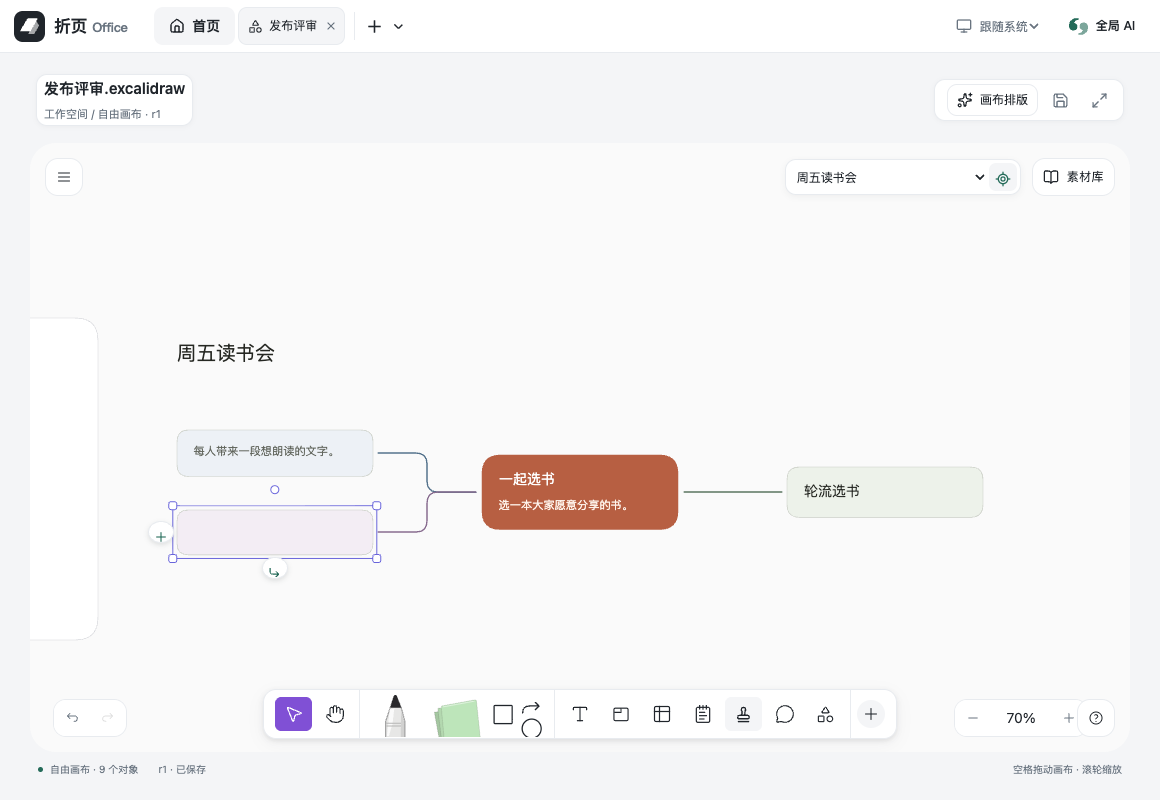 折页 Office
首页
发布评审
跟随系统
全局 AI
发布评审.excalidraw
工作空间 / 自由画布 · r1
画布排版
周五读书会
素材库
周五读书会
每人带来一段想朗读的文字。
一起选书
选一本大家愿意分享的书。
轮流选书
70%
自由画布 · 9 个对象
r1 · 已保存
空格拖动画布 · 滚轮缩放